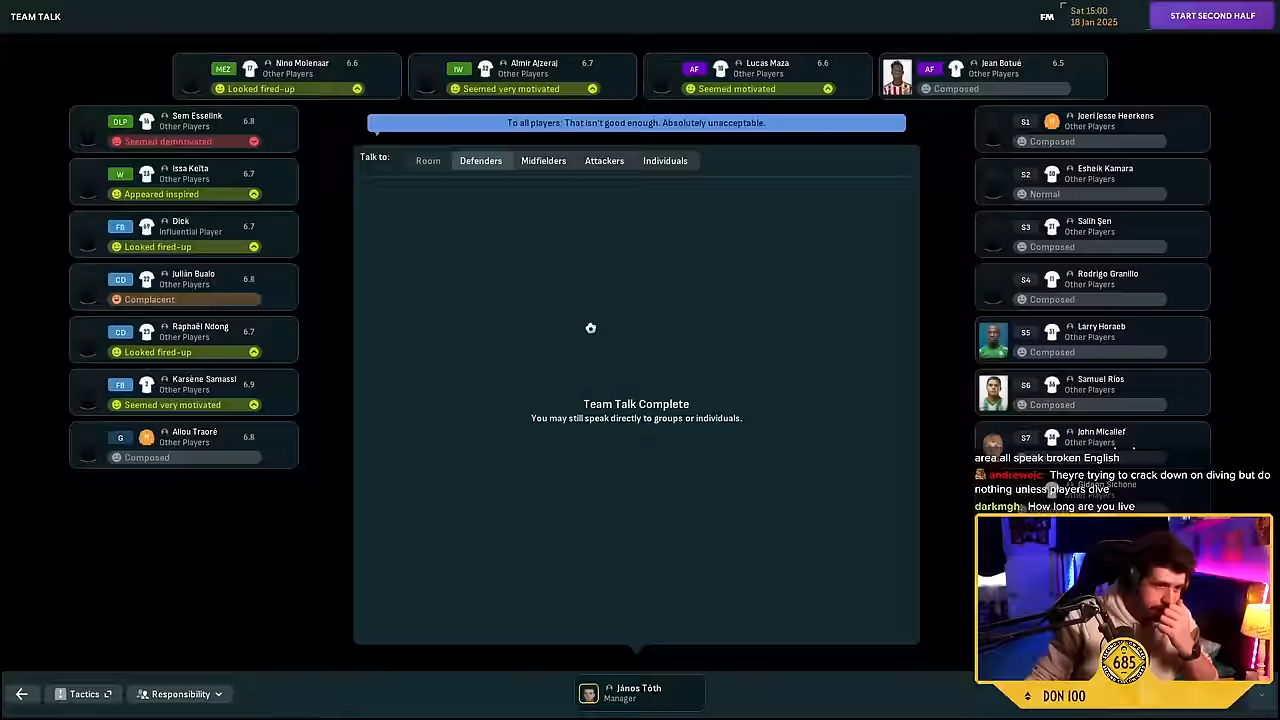 TEAM TALK
FM
Sat 15:00
18 Jan 2025
START SECOND HALF
MEZ 17 Nino Molenaar 6.6
Other Players
Looked fired-up
IW Almir Ajzeraj 6.7
Other Players
Seemed very motivated
AF 10 Lucas Maza 6.6
Other Players
Seemed motivated
AF 9 Jean Botué 6.5
Other Players
Composed
DLP Sem Esselink 6.8
Other Players
Seemed demotivated
W Issa Keïta 6.7
Other Players
Appeared inspired
FB Dick 6.7
Influential Player
Looked fired-up
CD Julián Bualo 6.8
Other Players
Complacent
CD Raphaël Ndong 6.7
Other Players
Looked fired-up
FB 2 Karsène Samassi 6.9
Other Players
Seemed very motivated
G Aliou Traoré 6.8
Other Players
Composed
To all players: That isn't good enough. Absolutely unacceptable.
Talk to: Room Defenders Midfielders Attackers Individuals
Team Talk Complete
You may still speak directly to groups or individuals.
S1 Joeri Jesse Heerkens
Other Players
Composed
S2 Esheik Kamara
Other Players
Normal
S3 21 Salih Şen
Other Players
Composed
S4 11 Rodrigo Granillo
Other Players
Composed
S5 31 Larry Horaeb
Other Players
Composed
S6 Samuel Ríos
Other Players
Composed
S7 John Micallef
Other Players
area all speak broken English
andrewejc: Theyre trying to crack down on diving but do
nothing unless players dive
darkmgh: How long are you live
685
DON 100
Tactics
Responsibility
János Tóth
Manager